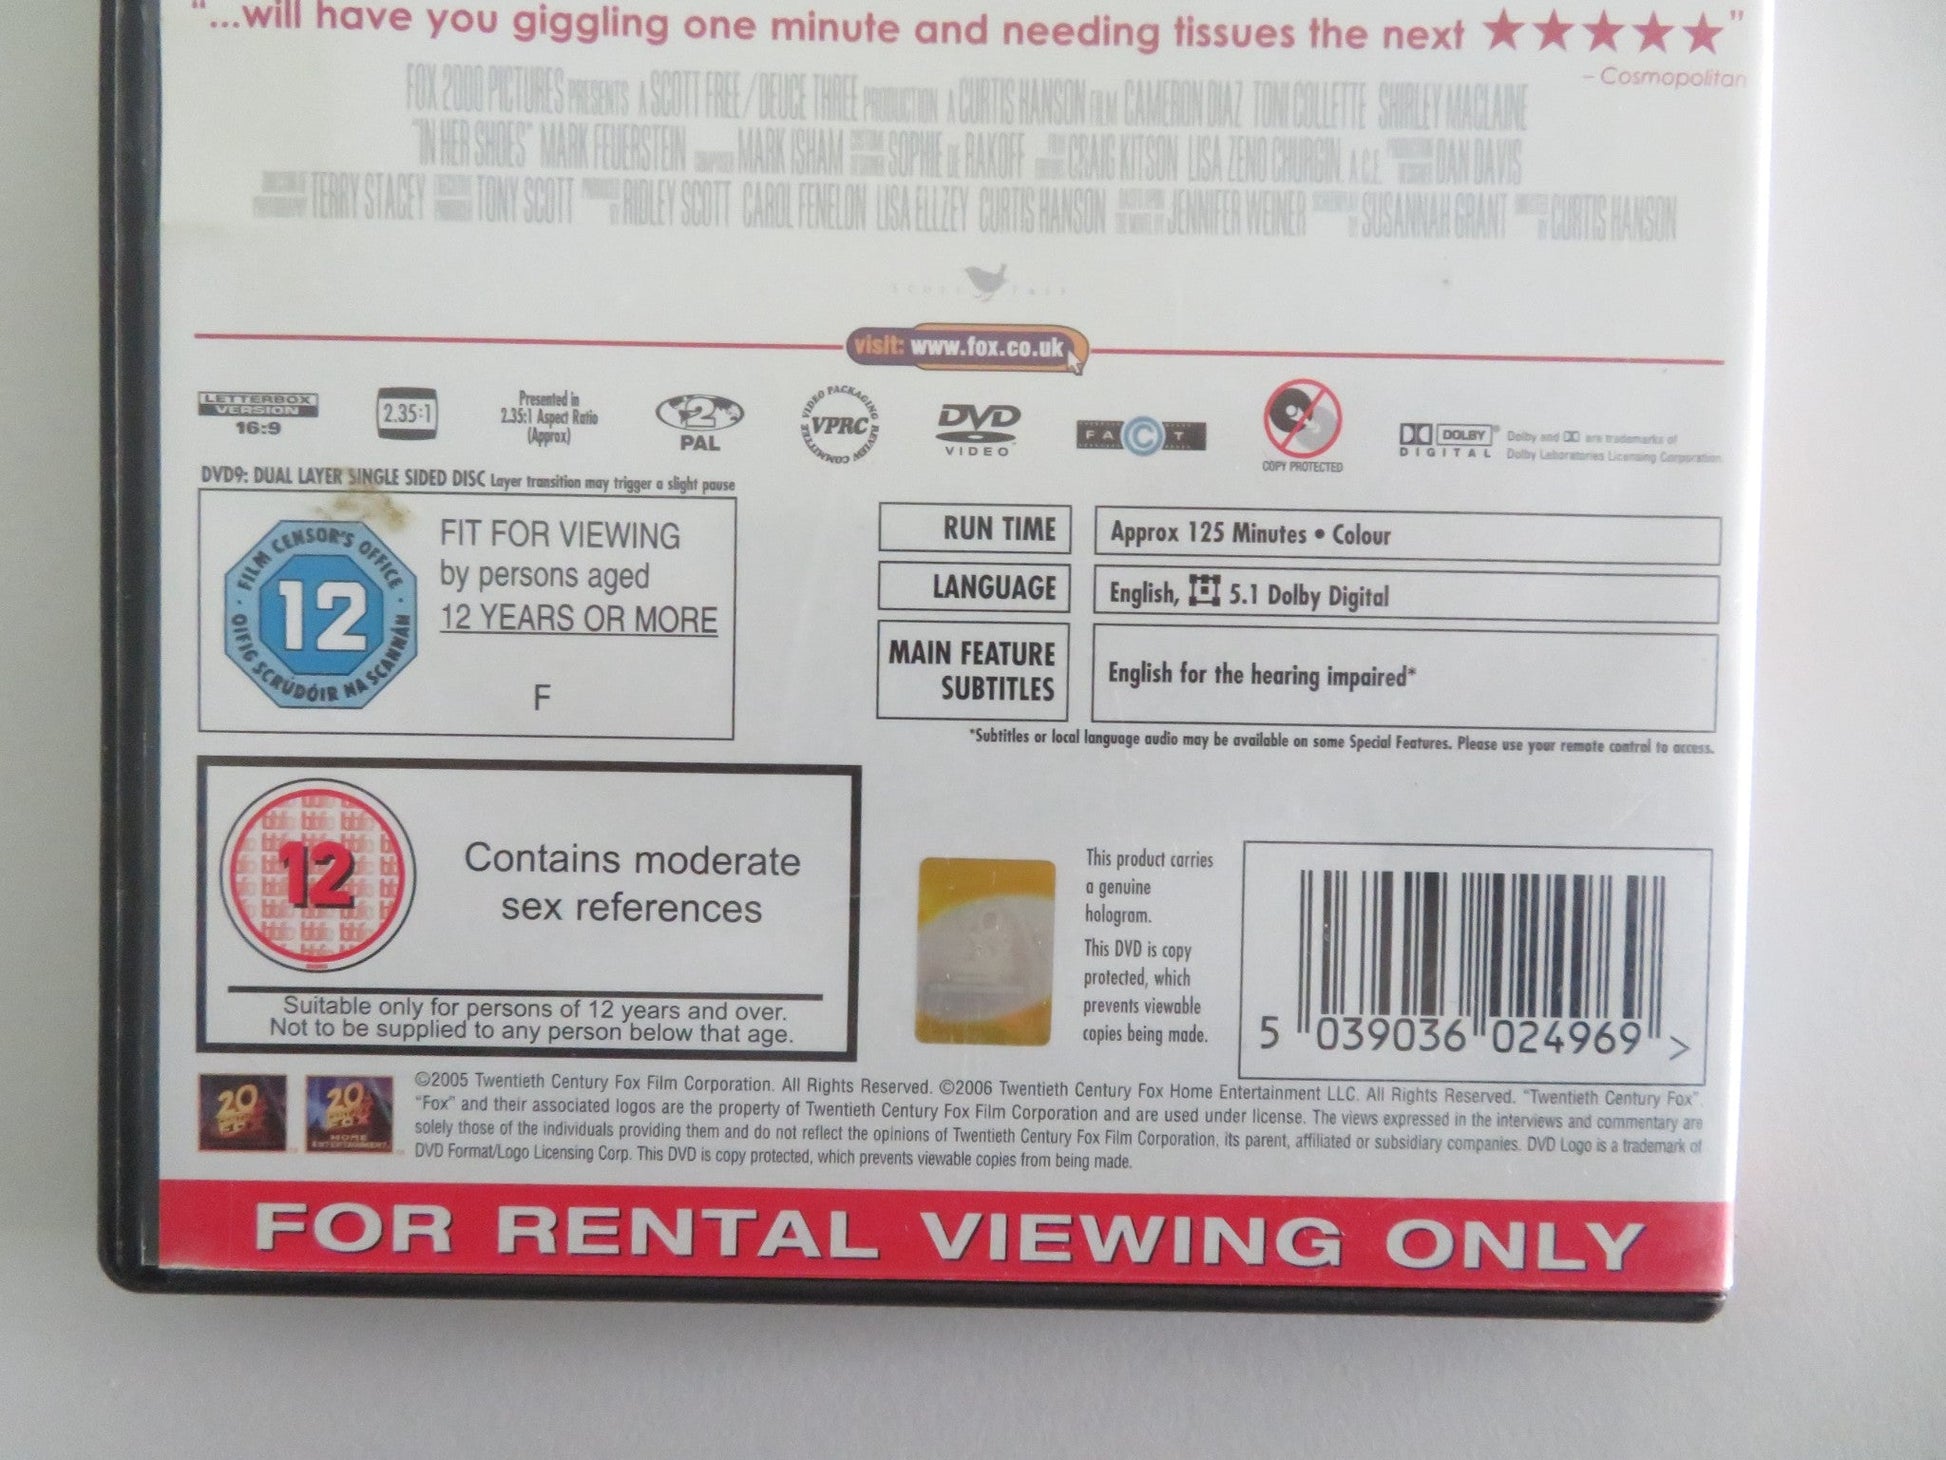 "...will have you giggling one minute and needing tissues the next ★★★★★"
– Cosmopolitan
FOX 2000 PICTURES PRESENTS A SCOTT FREE/DEUCE THREE PRODUCTION A CURTIS HANSON FILM CAMERON DIAZ TONI COLLETTE SHIRLEY MACLAINE
"IN HER SHOES" MARK FEUERSTEIN MARK ISHAM SOPHIE DE RAKOFF CRAIG KITSON LISA ZENO CHURGIN, A.C.E. DAN DAVIS
TERRY STACEY TONY SCOTT RIDLEY SCOTT CAROL FENELON LISA ELLZEY CURTIS HANSON JENNIFER WEINER SUSANNAH GRANT CURTIS HANSON
visit: www.fox.co.uk
LETTERBOX
VERSION
16:9
2.35:1
Presented in
2.35:1 Aspect Ratio
(Approx)
2
PAL
VIDEO PACKAGING REVIEW COMMITTEE
VPRC
DVD
VIDEO
FACT
COPY PROTECTED
DOLBY
DIGITAL
Dolby and are trademarks of
Dolby Laboratories Licensing Corporation.
DVD9: DUAL LAYER SINGLE SIDED DISC Layer transition may trigger a slight pause
FILM CENSOR'S OFFICE
12
OIFIG SCRÚDÓIR NA SCANNÁN
FIT FOR VIEWING
by persons aged
12 YEARS OR MORE
F
RUN TIME
Approx 125 Minutes • Colour
LANGUAGE
English, 5.1 Dolby Digital
MAIN FEATURE
SUBTITLES
English for the hearing impaired*
*Subtitles or local language audio may be available on some Special Features. Please use your remote control to access.
12
Contains moderate
sex references
Suitable only for persons of 12 years and over.
Not to be supplied to any person below that age.
This product carries
a genuine
hologram.
This DVD is copy
protected, which
prevents viewable
copies being made.
5 039036 024969 >
©2005 Twentieth Century Fox Film Corporation. All Rights Reserved. ©2006 Twentieth Century Fox Home Entertainment LLC. All Rights Reserved. "Twentieth Century Fox",
"Fox" and their associated logos are the property of Twentieth Century Fox Film Corporation and are used under license. The views expressed in the interviews and commentary are
solely those of the individuals providing them and do not reflect the opinions of Twentieth Century Fox Film Corporation, its parent, affiliated or subsidiary companies. DVD Logo is a trademark of
DVD Format/Logo Licensing Corp. This DVD is copy protected, which prevents viewable copies from being made.
FOR RENTAL VIEWING ONLY